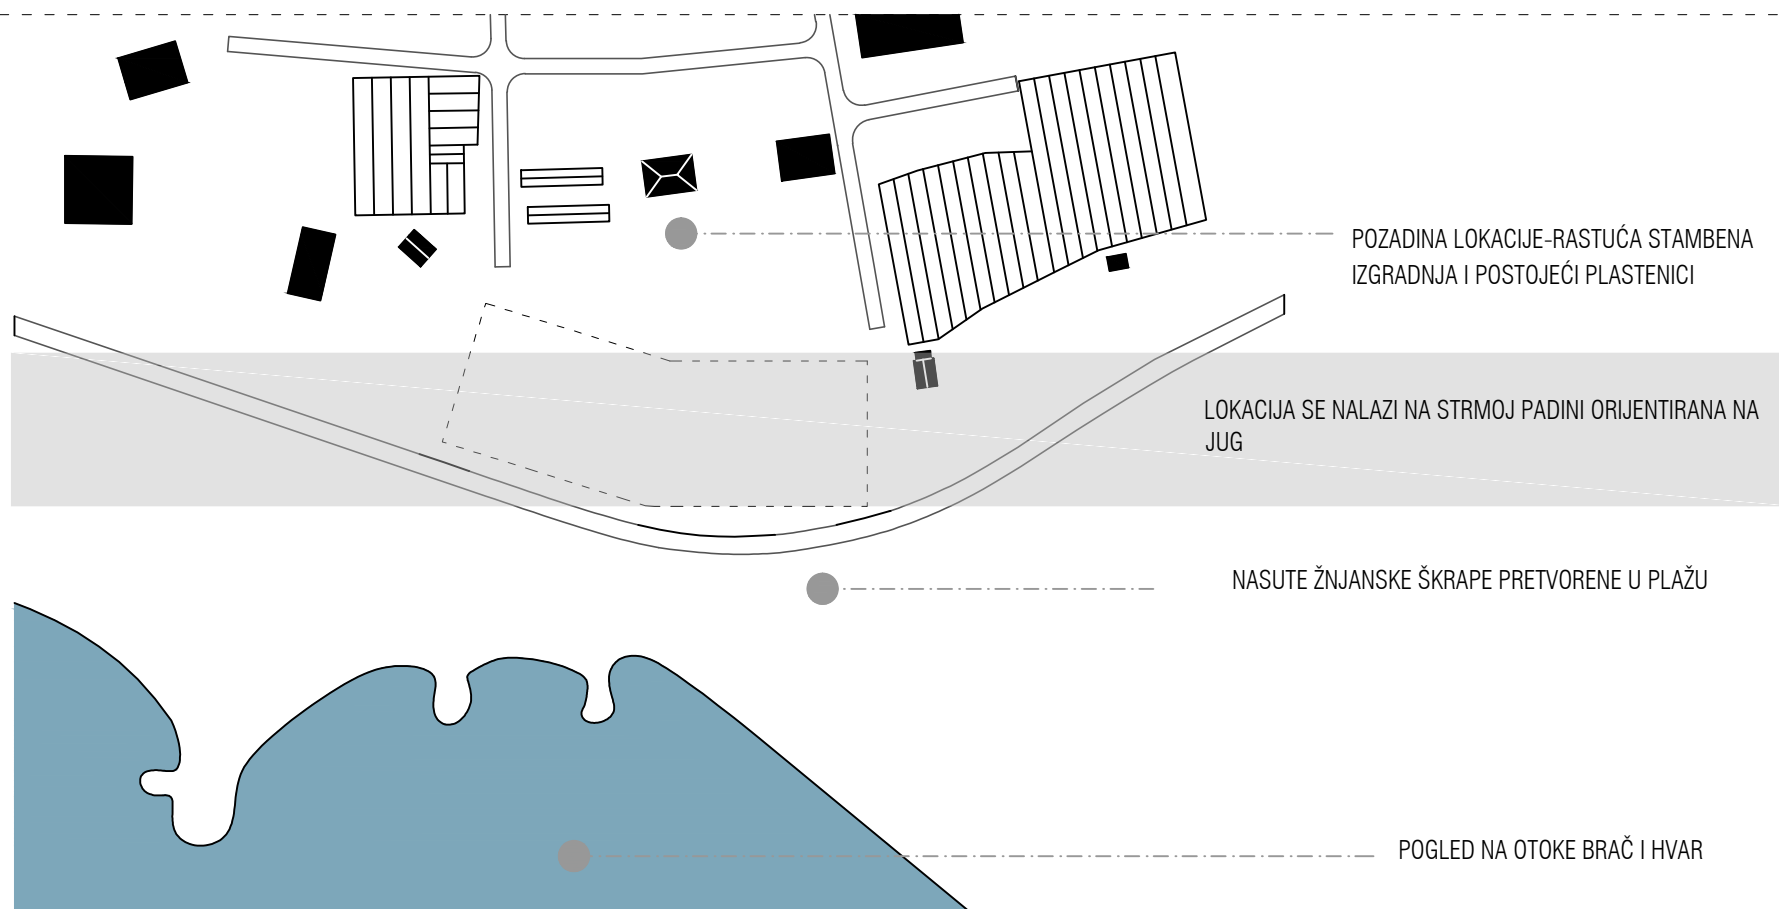 POZADINA LOKACIJE-RASTUĆA STAMBENA
IZGRADNJA I POSTOJEĆI PLASTENICI
LOKACIJA SE NALAZI NA STRMOJ PADINI ORIJENTIRANA NA
JUG
NASUTE ŽNJANSKE ŠKRAPE PRETVORENE U PLAŽU
POGLED NA OTOKE BRAČ I HVAR